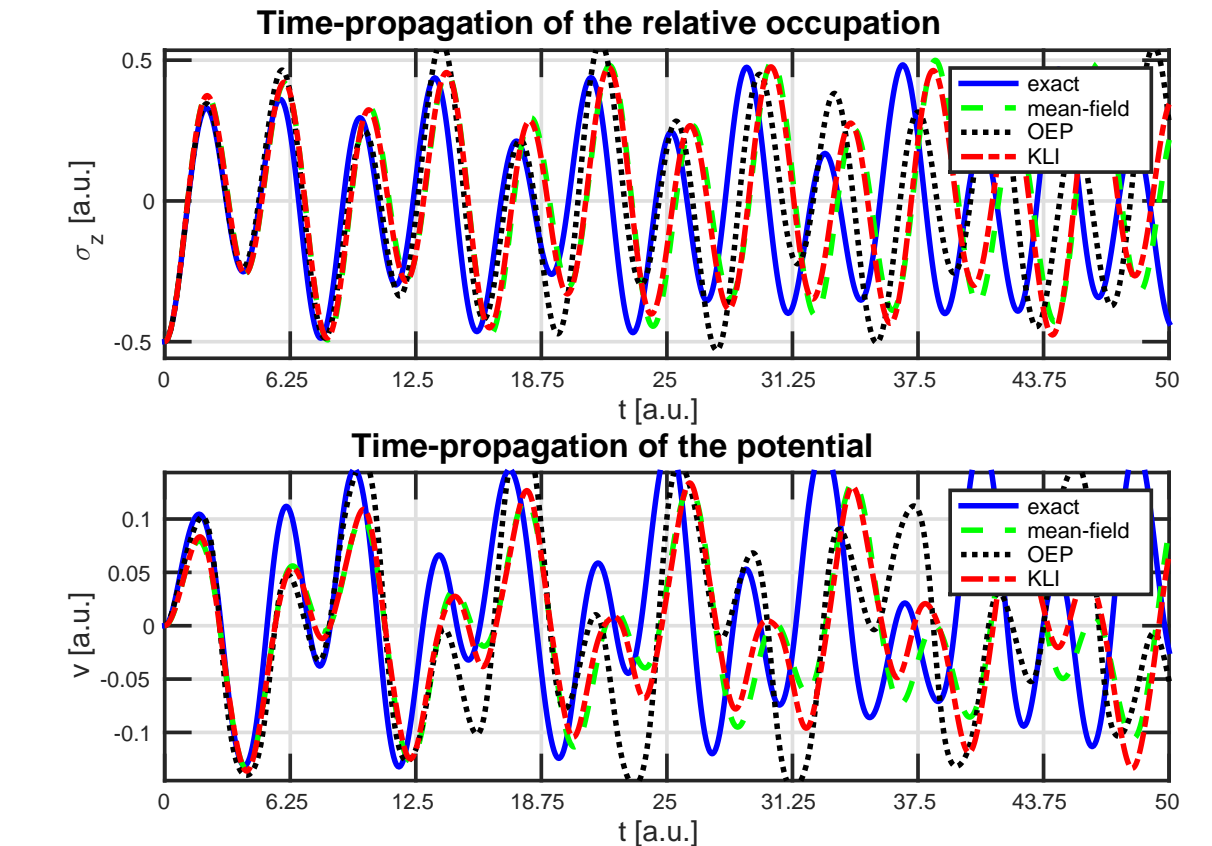 Time-propagation of the relative occupation
0.5
0
-0.5
σz [a.u.]
exact
mean-field
OEP
KLI
0 6.25 12.5 18.75 25 31.25 37.5 43.75 50
t [a.u.]
Time-propagation of the potential
0.1
0.05
0
-0.05
-0.1
v [a.u.]
exact
mean-field
OEP
KLI
0 6.25 12.5 18.75 25 31.25 37.5 43.75 50
t [a.u.]